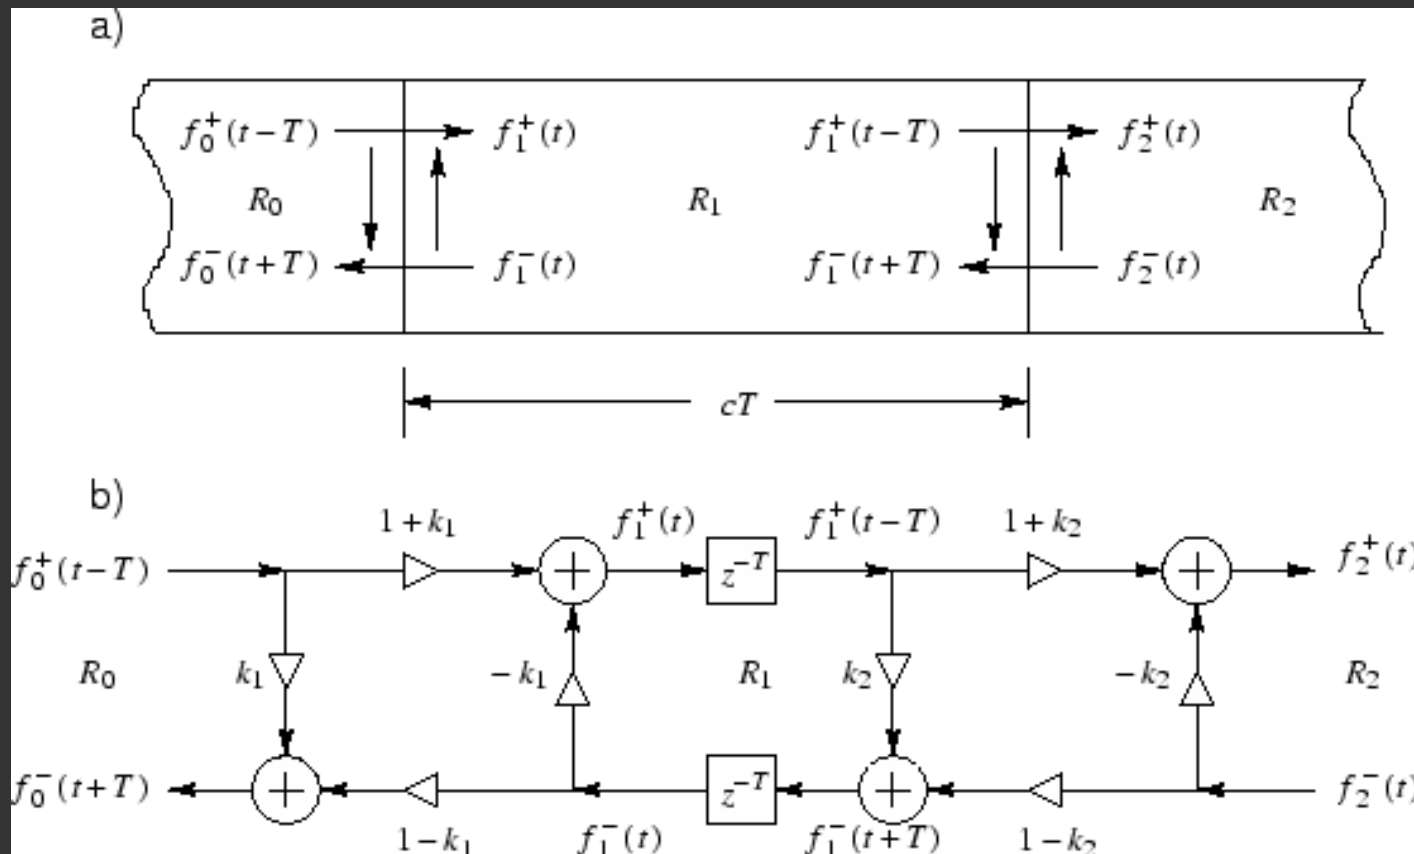 a)
f₀⁺(t−T) f₁⁺(t) f₁⁺(t−T) f₂⁺(t)
R₀ R₁ R₂
f₀⁻(t+T) f₁⁻(t) f₁⁻(t+T) f₂⁻(t)
cT
b)
1+k₁ f₁⁺(t) f₁⁺(t−T) 1+k₂
f₀⁺(t−T) + z⁻ᵀ + f₂⁺(t)
R₀ k₁ −k₁ R₁ k₂ −k₂ R₂
f₀⁻(t+T) + z⁻ᵀ + f₂⁻(t)
1−k₁ f₁⁻(t) f₁⁻(t+T) 1−k₂